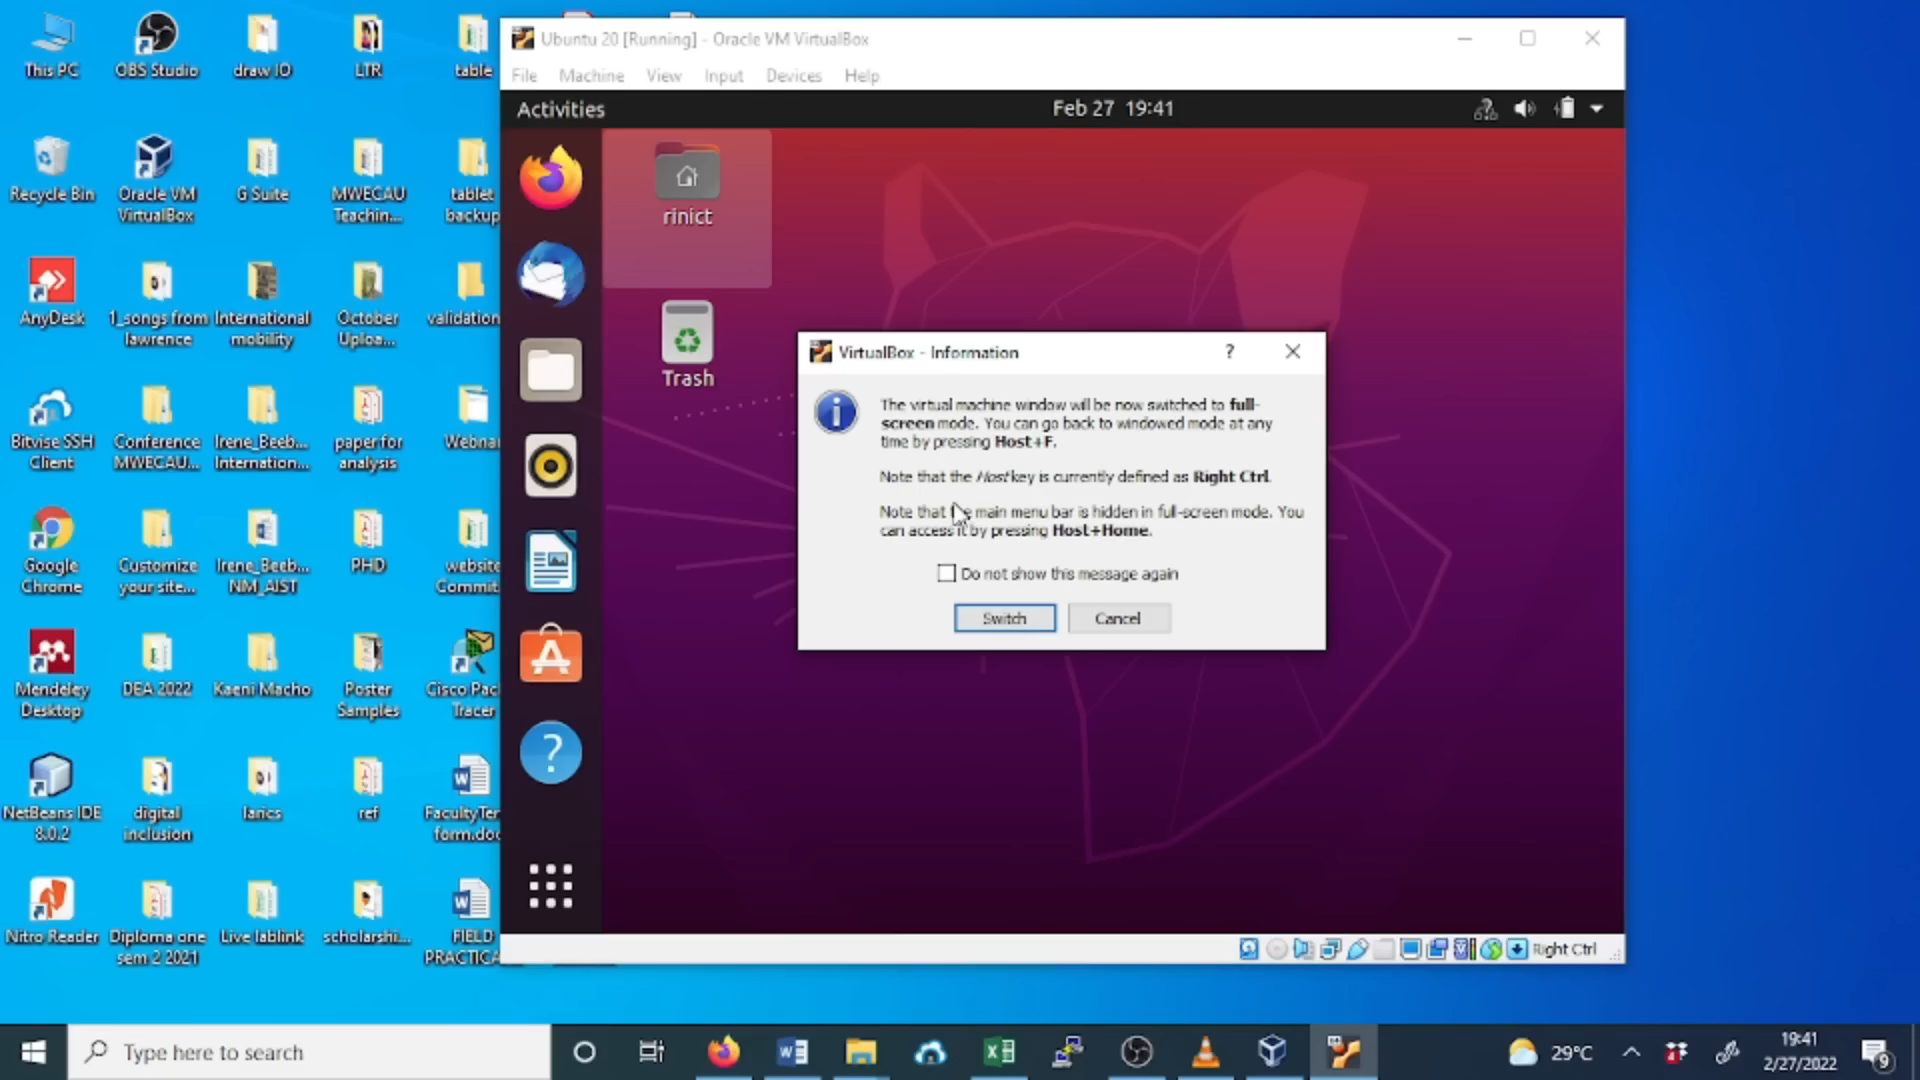 This PC
OBS Studio
draw IO
LTR
table
Recycle Bin
Oracle VM
VirtualBox
G Suite
MWECAU
Teachin...
tablet
backup
AnyDesk
1_songs from
lawrence
International
mobility
October
Uploa...
validation
Bitvise SSH
Client
Conference
MWECAU...
Irene_Beeb...
Internation...
paper for
analysis
Webna
Google
Chrome
Customize
your site...
Irene_Beeb...
NM_AIST
PHD
website
Commit
Mendeley
Desktop
DEA 2022
Kaeni Macho
Poster
Samples
Cisco Pac
Tracer
NetBeans IDE
8.0.2
digital
inclusion
larics
ref
FacultyTer
form.doc
Nitro Reader
Diploma one
sem 2 2021
Live lablink
scholarshi...
FIELD
PRACTICA
Ubuntu 20 [Running] - Oracle VM VirtualBox
File Machine View Input Devices Help
Activities
Feb 27 19:41
rinict
Trash
VirtualBox - Information
?
The virtual machine window will be now switched to full-
screen mode. You can go back to windowed mode at any
time by pressing Host+F.
Note that the Host key is currently defined as Right Ctrl.
Note that the main menu bar is hidden in full-screen mode. You
can access it by pressing Host+Home.
Do not show this message again
Switch
Cancel
Right Ctrl
Type here to search
29°C
19:41
2/27/2022
9